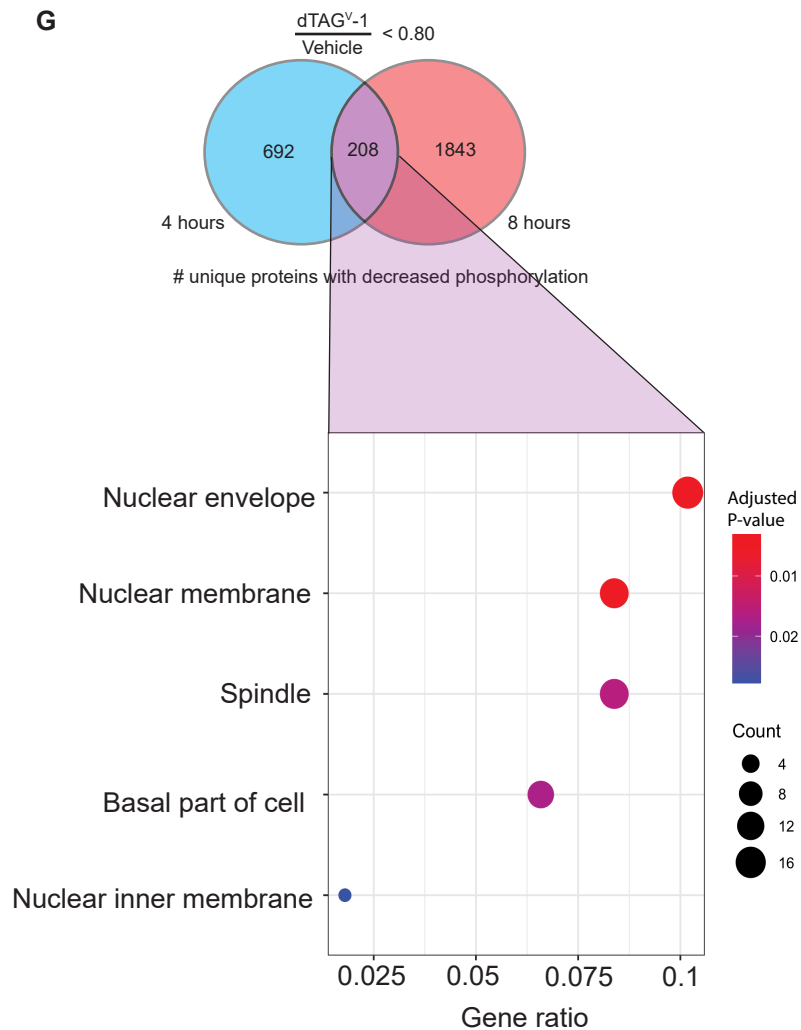 G
dTAGV-1
Vehicle
< 0.80
692
208
1843
4 hours
8 hours
# unique proteins with decreased phosphorylation
Nuclear envelope
Nuclear membrane
Spindle
Basal part of cell
Nuclear inner membrane
0.025
0.05
0.075
0.1
Gene ratio
Adjusted
P-value
0.01
0.02
Count
4
8
12
16